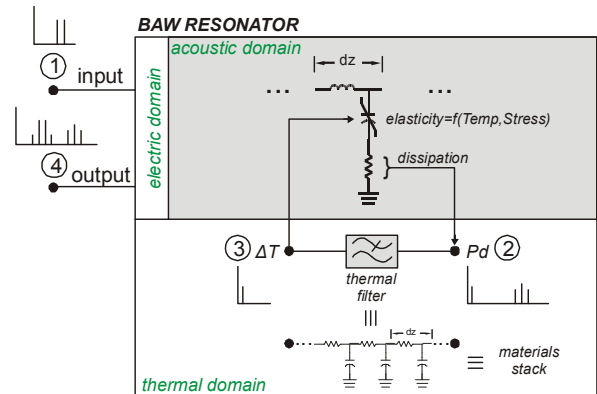 BAW RESONATOR
acoustic domain
electric domain
1
input
4
output
dz
... ...
elasticity=f(Temp,Stress)
dissipation
3 ΔT
Pd 2
thermal
filter
dz
materials
stack
thermal domain